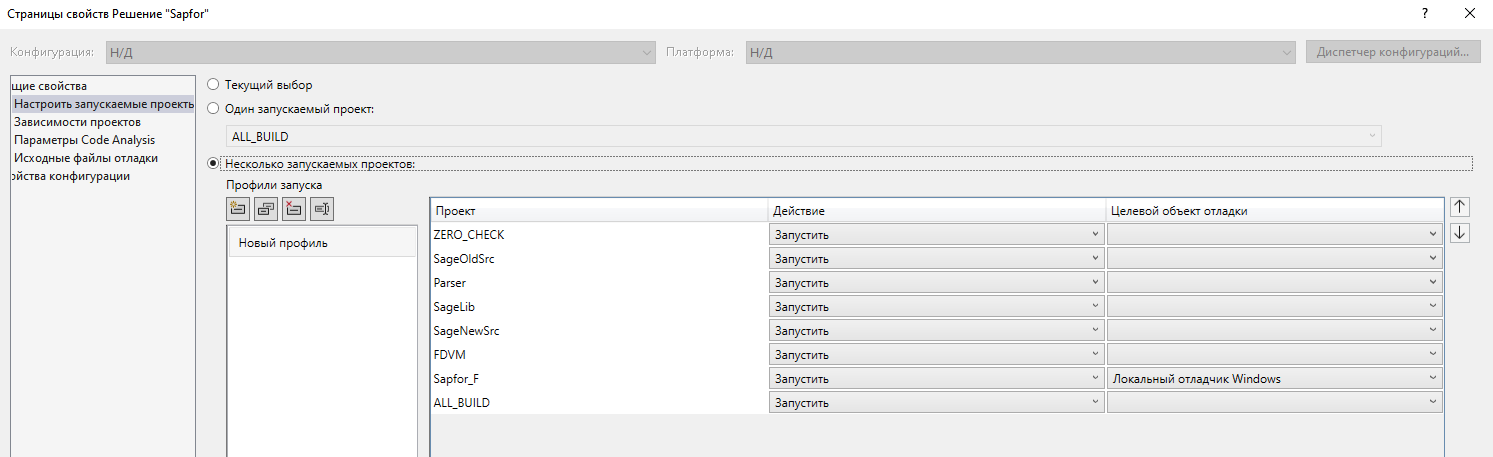 Страницы свойств Решение "Sapfor"
? ×
Конфигурация: Н/Д Платформа: Н/Д Диспетчер конфигураций...
щие свойства
Настроить запускаемые проекты
Зависимости проектов
Параметры Code Analysis
Исходные файлы отладки
ойства конфигурации
Текущий выбор
Один запускаемый проект:
ALL_BUILD
Несколько запускаемых проектов:
Профили запуска
Новый профиль
Проект Действие Целевой объект отладки
ZERO_CHECK Запустить
SageOldSrc Запустить
Parser Запустить
SageLib Запустить
SageNewSrc Запустить
FDVM Запустить
Sapfor_F Запустить Локальный отладчик Windows
ALL_BUILD Запустить